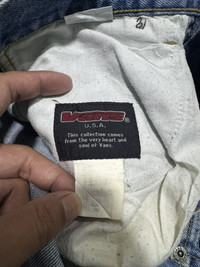 VANS
U.S.A.
This collection comes
from the very heart and
soul of Vans.